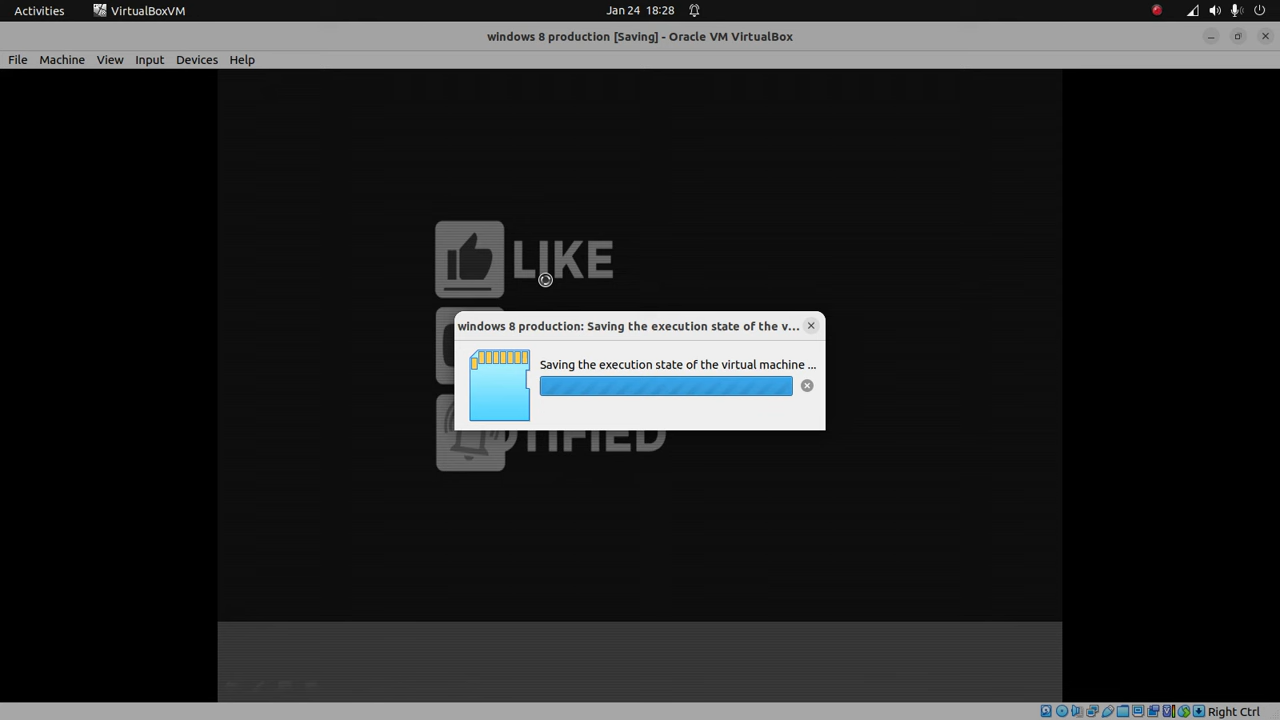 Activities
VirtualBoxVM
Jan 24 18:28
windows 8 production [Saving] - Oracle VM VirtualBox
File Machine View Input Devices Help
LIKE
windows 8 production: Saving the execution state of the v...
Saving the execution state of the virtual machine ...
OTIFIED
Right Ctrl